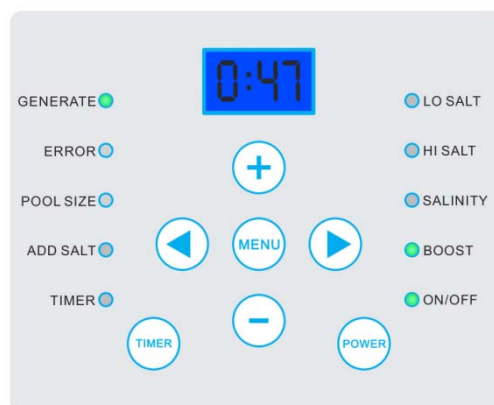 0:47
GENERATE
LO SALT
ERROR
HI SALT
POOL SIZE
SALINITY
ADD SALT
MENU
BOOST
TIMER
ON/OFF
TIMER
POWER